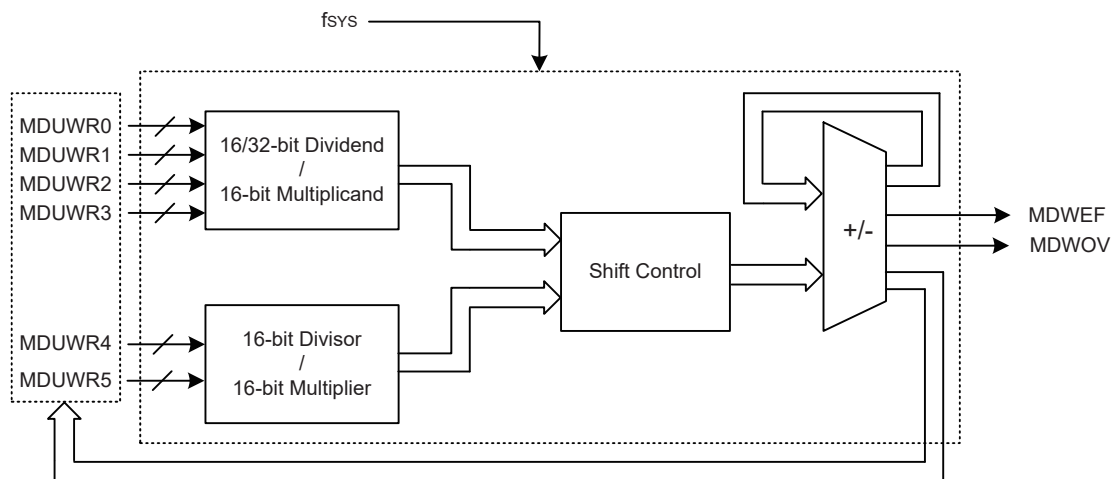 fSYS
MDUWR0
MDUWR1
MDUWR2
MDUWR3
16/32-bit Dividend
/
16-bit Multiplicand
MDUWR4
MDUWR5
16-bit Divisor
/
16-bit Multiplier
Shift Control
+/-
MDWEF
MDWOV